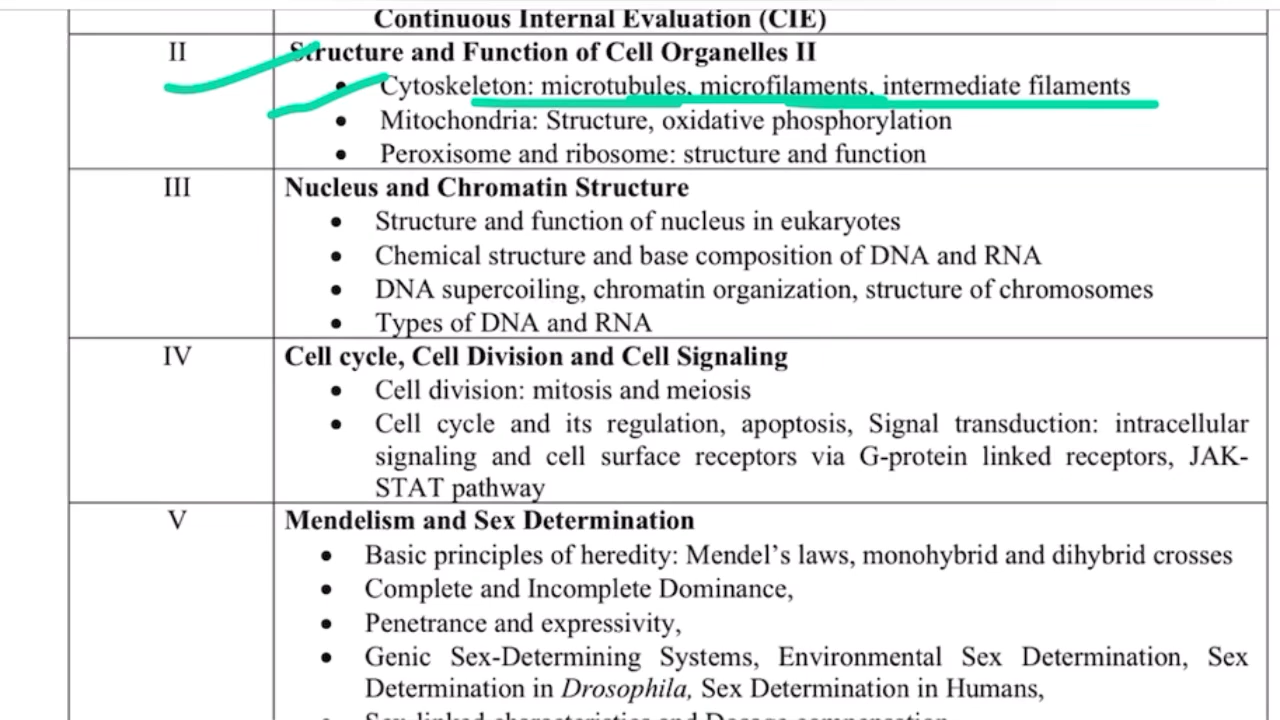 Continuous Internal Evaluation (CIE)
II
Structure and Function of Cell Organelles II
• Cytoskeleton: microtubules, microfilaments, intermediate filaments
• Mitochondria: Structure, oxidative phosphorylation
• Peroxisome and ribosome: structure and function
III
Nucleus and Chromatin Structure
• Structure and function of nucleus in eukaryotes
• Chemical structure and base composition of DNA and RNA
• DNA supercoiling, chromatin organization, structure of chromosomes
• Types of DNA and RNA
IV
Cell cycle, Cell Division and Cell Signaling
• Cell division: mitosis and meiosis
• Cell cycle and its regulation, apoptosis, Signal transduction: intracellular
signaling and cell surface receptors via G-protein linked receptors, JAK-
STAT pathway
V
Mendelism and Sex Determination
• Basic principles of heredity: Mendel's laws, monohybrid and dihybrid crosses
• Complete and Incomplete Dominance,
• Penetrance and expressivity,
• Genic Sex-Determining Systems, Environmental Sex Determination, Sex
Determination in Drosophila, Sex Determination in Humans,
• Sex-linked characteristics and Dosage compensation